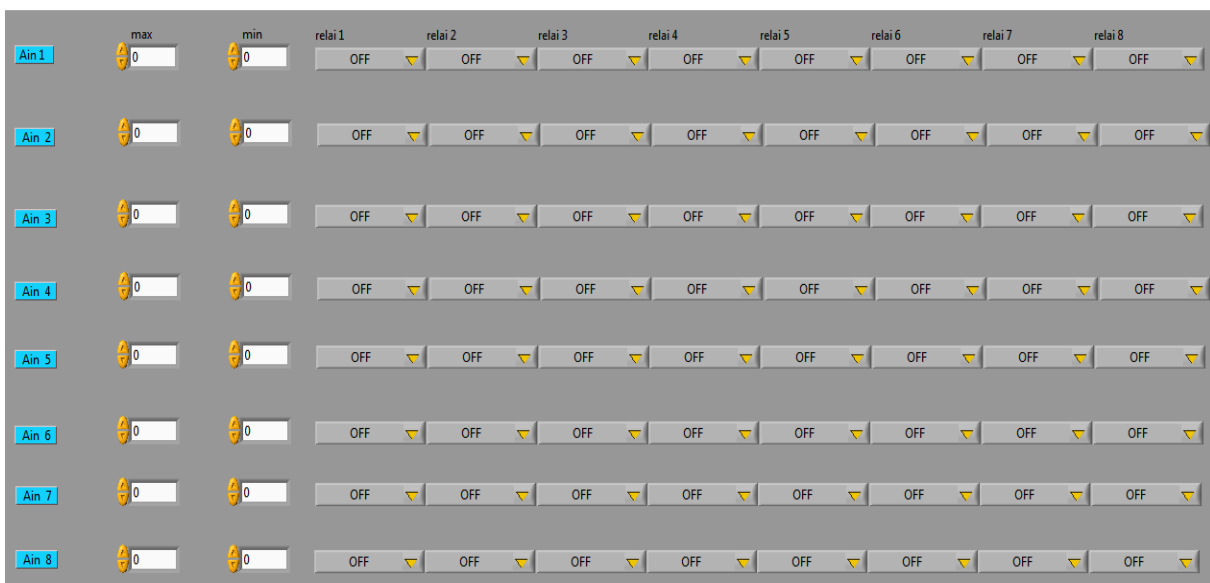 max min relai 1 relai 2 relai 3 relai 4 relai 5 relai 6 relai 7 relai 8
Ain 1 0 0 OFF OFF OFF OFF OFF OFF OFF OFF
Ain 2 0 0 OFF OFF OFF OFF OFF OFF OFF OFF
Ain 3 0 0 OFF OFF OFF OFF OFF OFF OFF OFF
Ain 4 0 0 OFF OFF OFF OFF OFF OFF OFF OFF
Ain 5 0 0 OFF OFF OFF OFF OFF OFF OFF OFF
Ain 6 0 0 OFF OFF OFF OFF OFF OFF OFF OFF
Ain 7 0 0 OFF OFF OFF OFF OFF OFF OFF OFF
Ain 8 0 0 OFF OFF OFF OFF OFF OFF OFF OFF